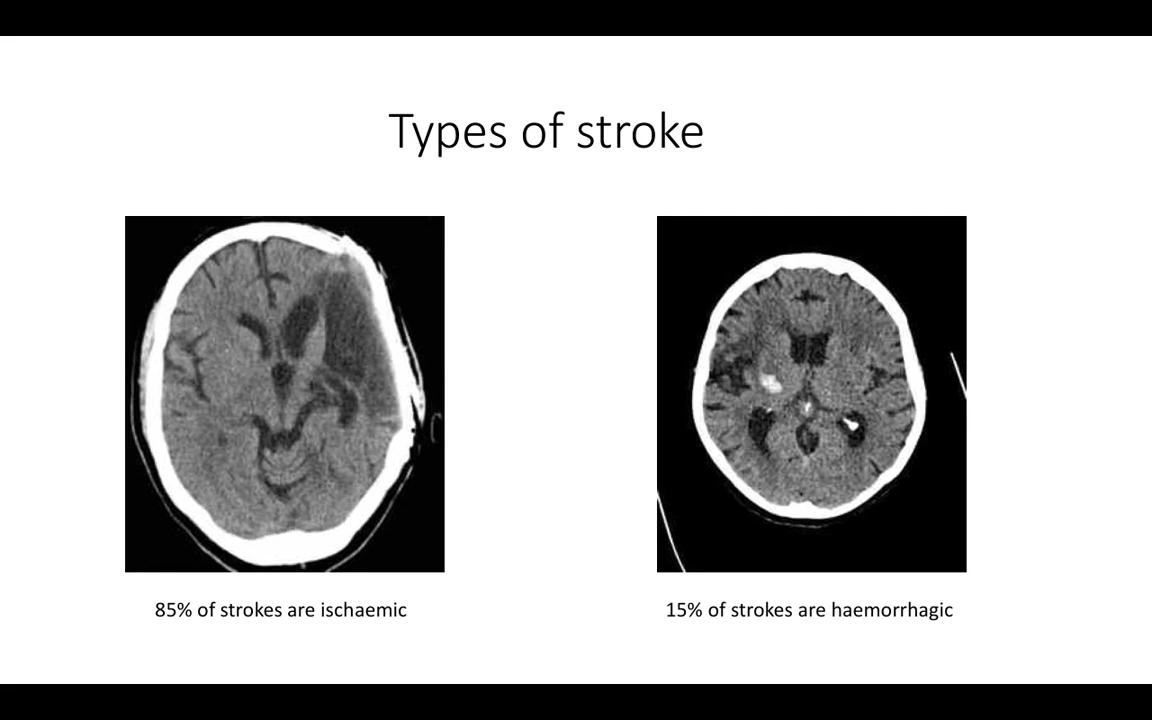 Types of stroke
85% of strokes are ischaemic
15% of strokes are haemorrhagic